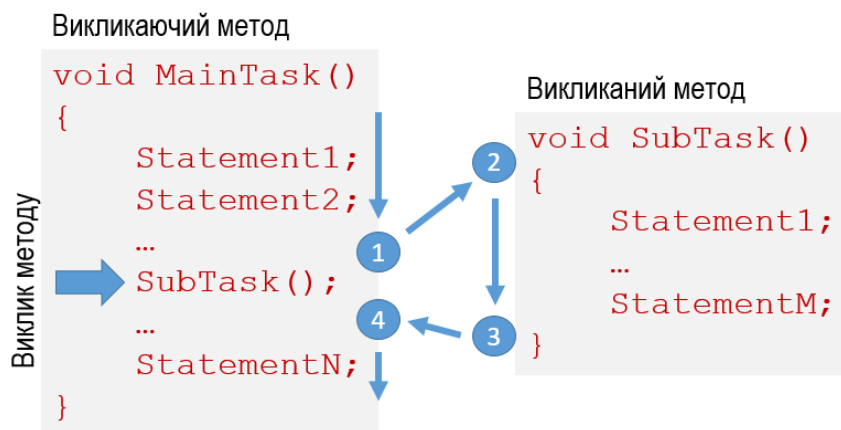 Викликаючий метод
void MainTask()
{
Statement1;
Statement2;
…
SubTask();
…
StatementN;
}
Виклик методу
1
2
3
4
Викликаний метод
void SubTask()
{
Statement1;
…
StatementM;
}